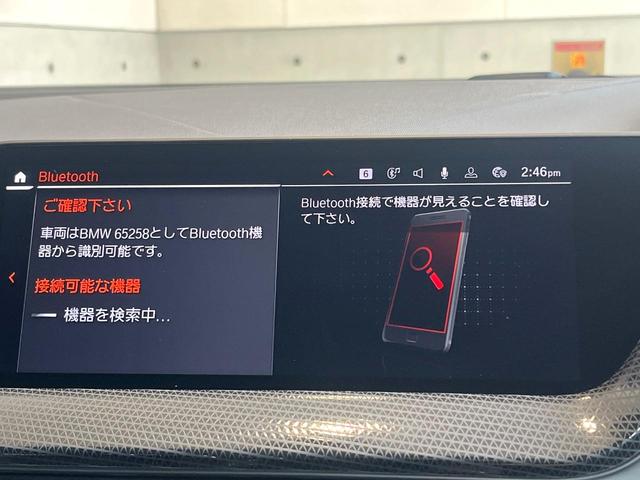 Bluetooth
6
2:46pm
ご確認下さい
車両はBMW 65258としてBluetooth機
器から識別可能です。
接続可能な機器
機器を検索中...
Bluetooth接続で機器が見えることを確認し
て下さい。